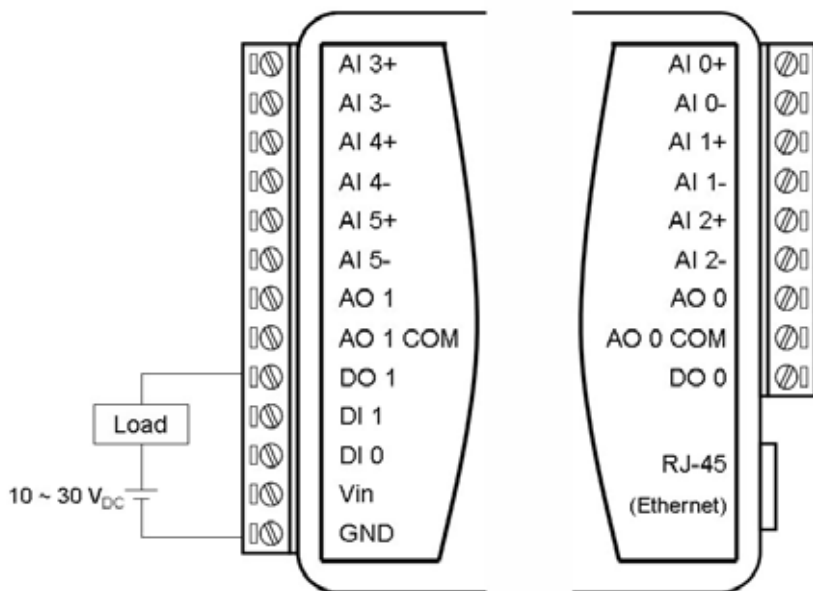 AI 3+
AI 3-
AI 4+
AI 4-
AI 5+
AI 5-
AO 1
AO 1 COM
DO 1
DI 1
DI 0
Vin
GND
Load
10 ~ 30 VDC
AI 0+
AI 0-
AI 1+
AI 1-
AI 2+
AI 2-
AO 0
AO 0 COM
DO 0
RJ-45
(Ethernet)